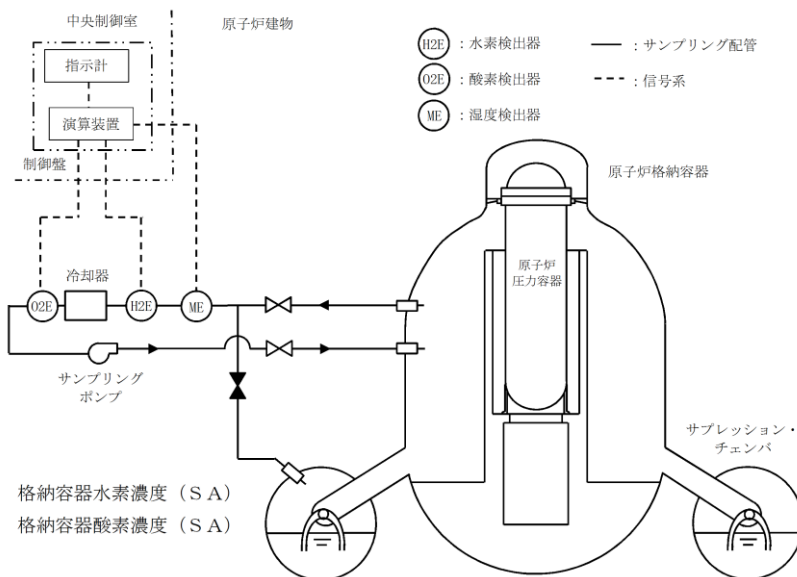 中央制御室
原子炉建物
指示計
演算装置
制御盤
H2E
：水素検出器
サンプリング配管
O2E
：酸素検出器
：信号系
ME
：湿度検出器
原子炉格納容器
原子炉
圧力容器
冷却器
O2E
H2E
ME
サンプリング
ポンプ
サプレッション・
チェンバ
格納容器水素濃度（ＳＡ）
格納容器酸素濃度（ＳＡ）